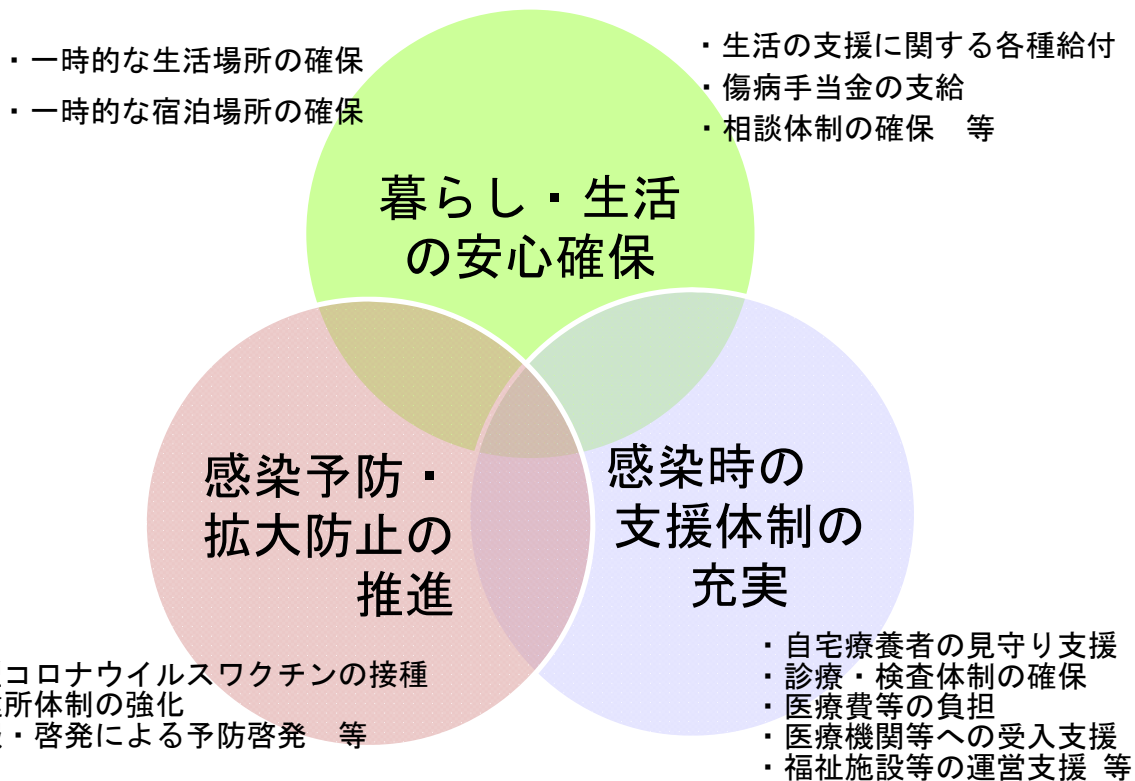 ・一時的な生活場所の確保
・一時的な宿泊場所の確保
・生活の支援に関する各種給付
・傷病手当金の支給
・相談体制の確保　等
暮らし・生活
の安心確保
感染予防・
拡大防止の
推進
感染時の
支援体制の
充実
コロナウイルスワクチンの接種
所体制の強化
・啓発による予防啓発　等
・自宅療養者の見守り支援
・診療・検査体制の確保
・医療費等の負担
・医療機関等への受入支援
・福祉施設等の運営支援 等